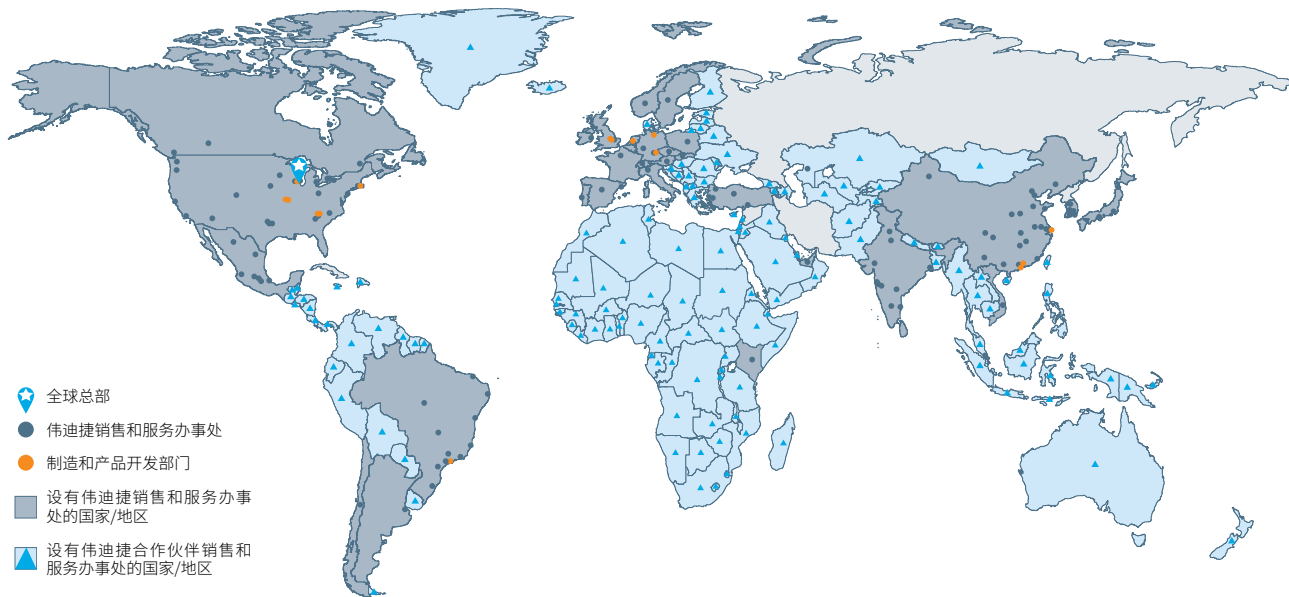 全球总部
伟迪捷销售和服务办事处
制造和产品开发部门
设有伟迪捷销售和服务办事
处的国家/地区
设有伟迪捷合作伙伴销售和
服务办事处的国家/地区